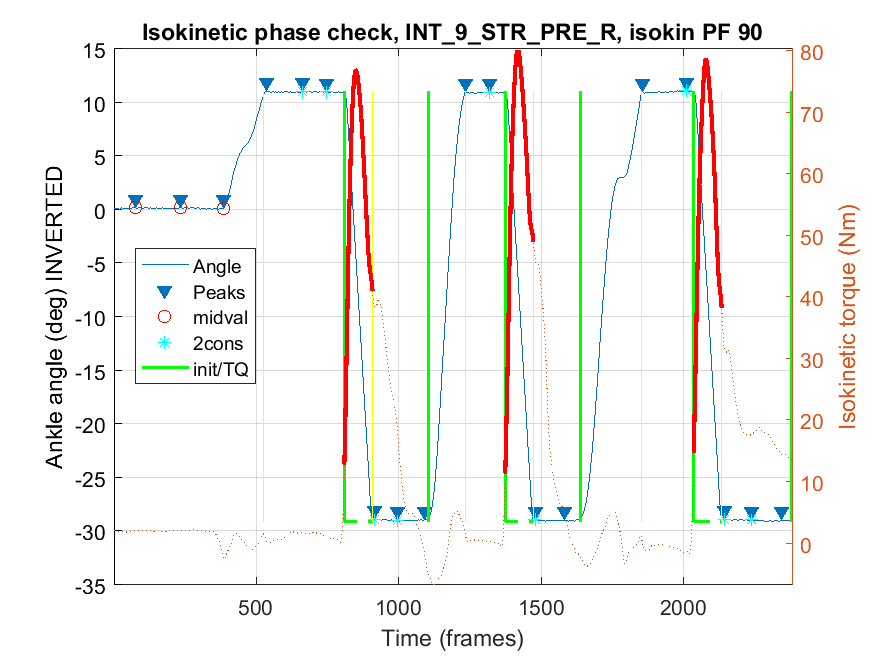 Isokinetic phase check, INT_9_STR_PRE_R, isokin PF 90
15
10
5
0
-5
-10
-15
-20
-25
-30
-35
Ankle angle (deg) INVERTED
Angle
Peaks
midval
2cons
init/TQ
80
70
60
50
40
30
20
10
0
Isokinetic torque (Nm)
500
1000
1500
2000
Time (frames)